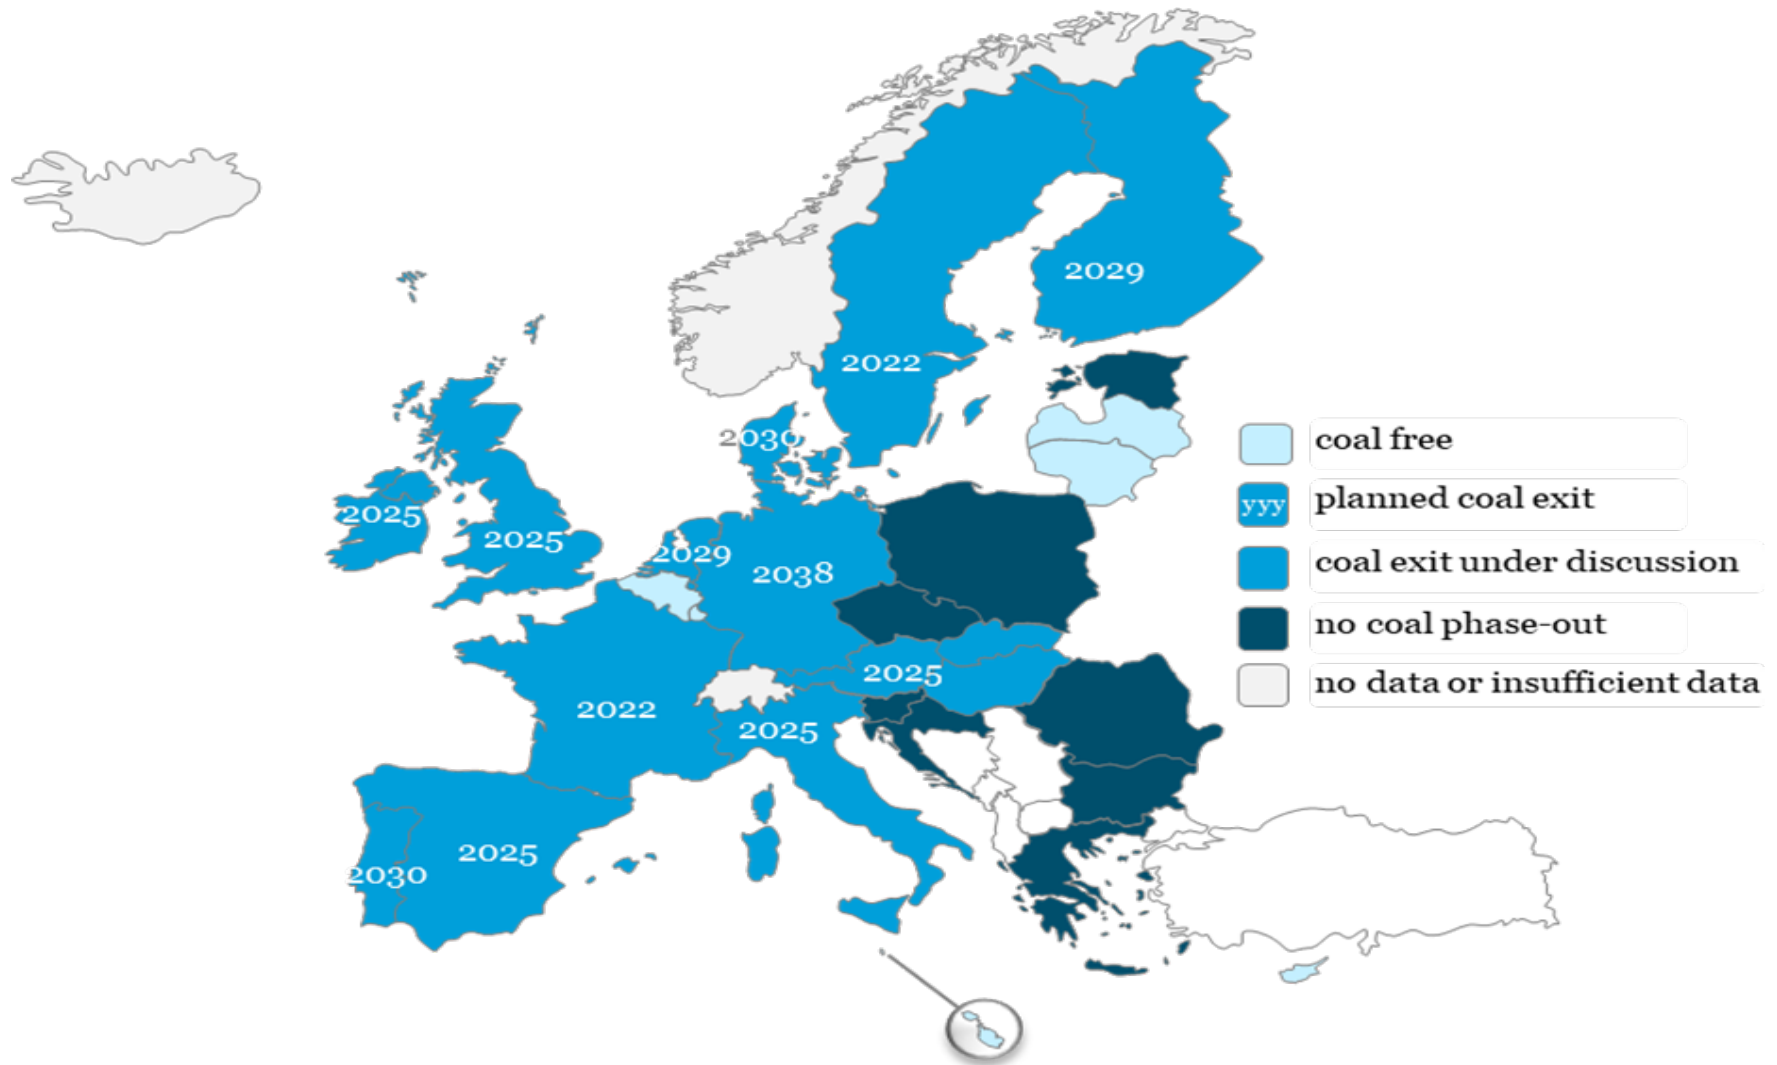 2029
2022
2030
coal free
yyy planned coal exit
2025
2025
2029
2038
coal exit under discussion
no coal phase-out
2025
no data or insufficient data
2022
2025
2025
2030